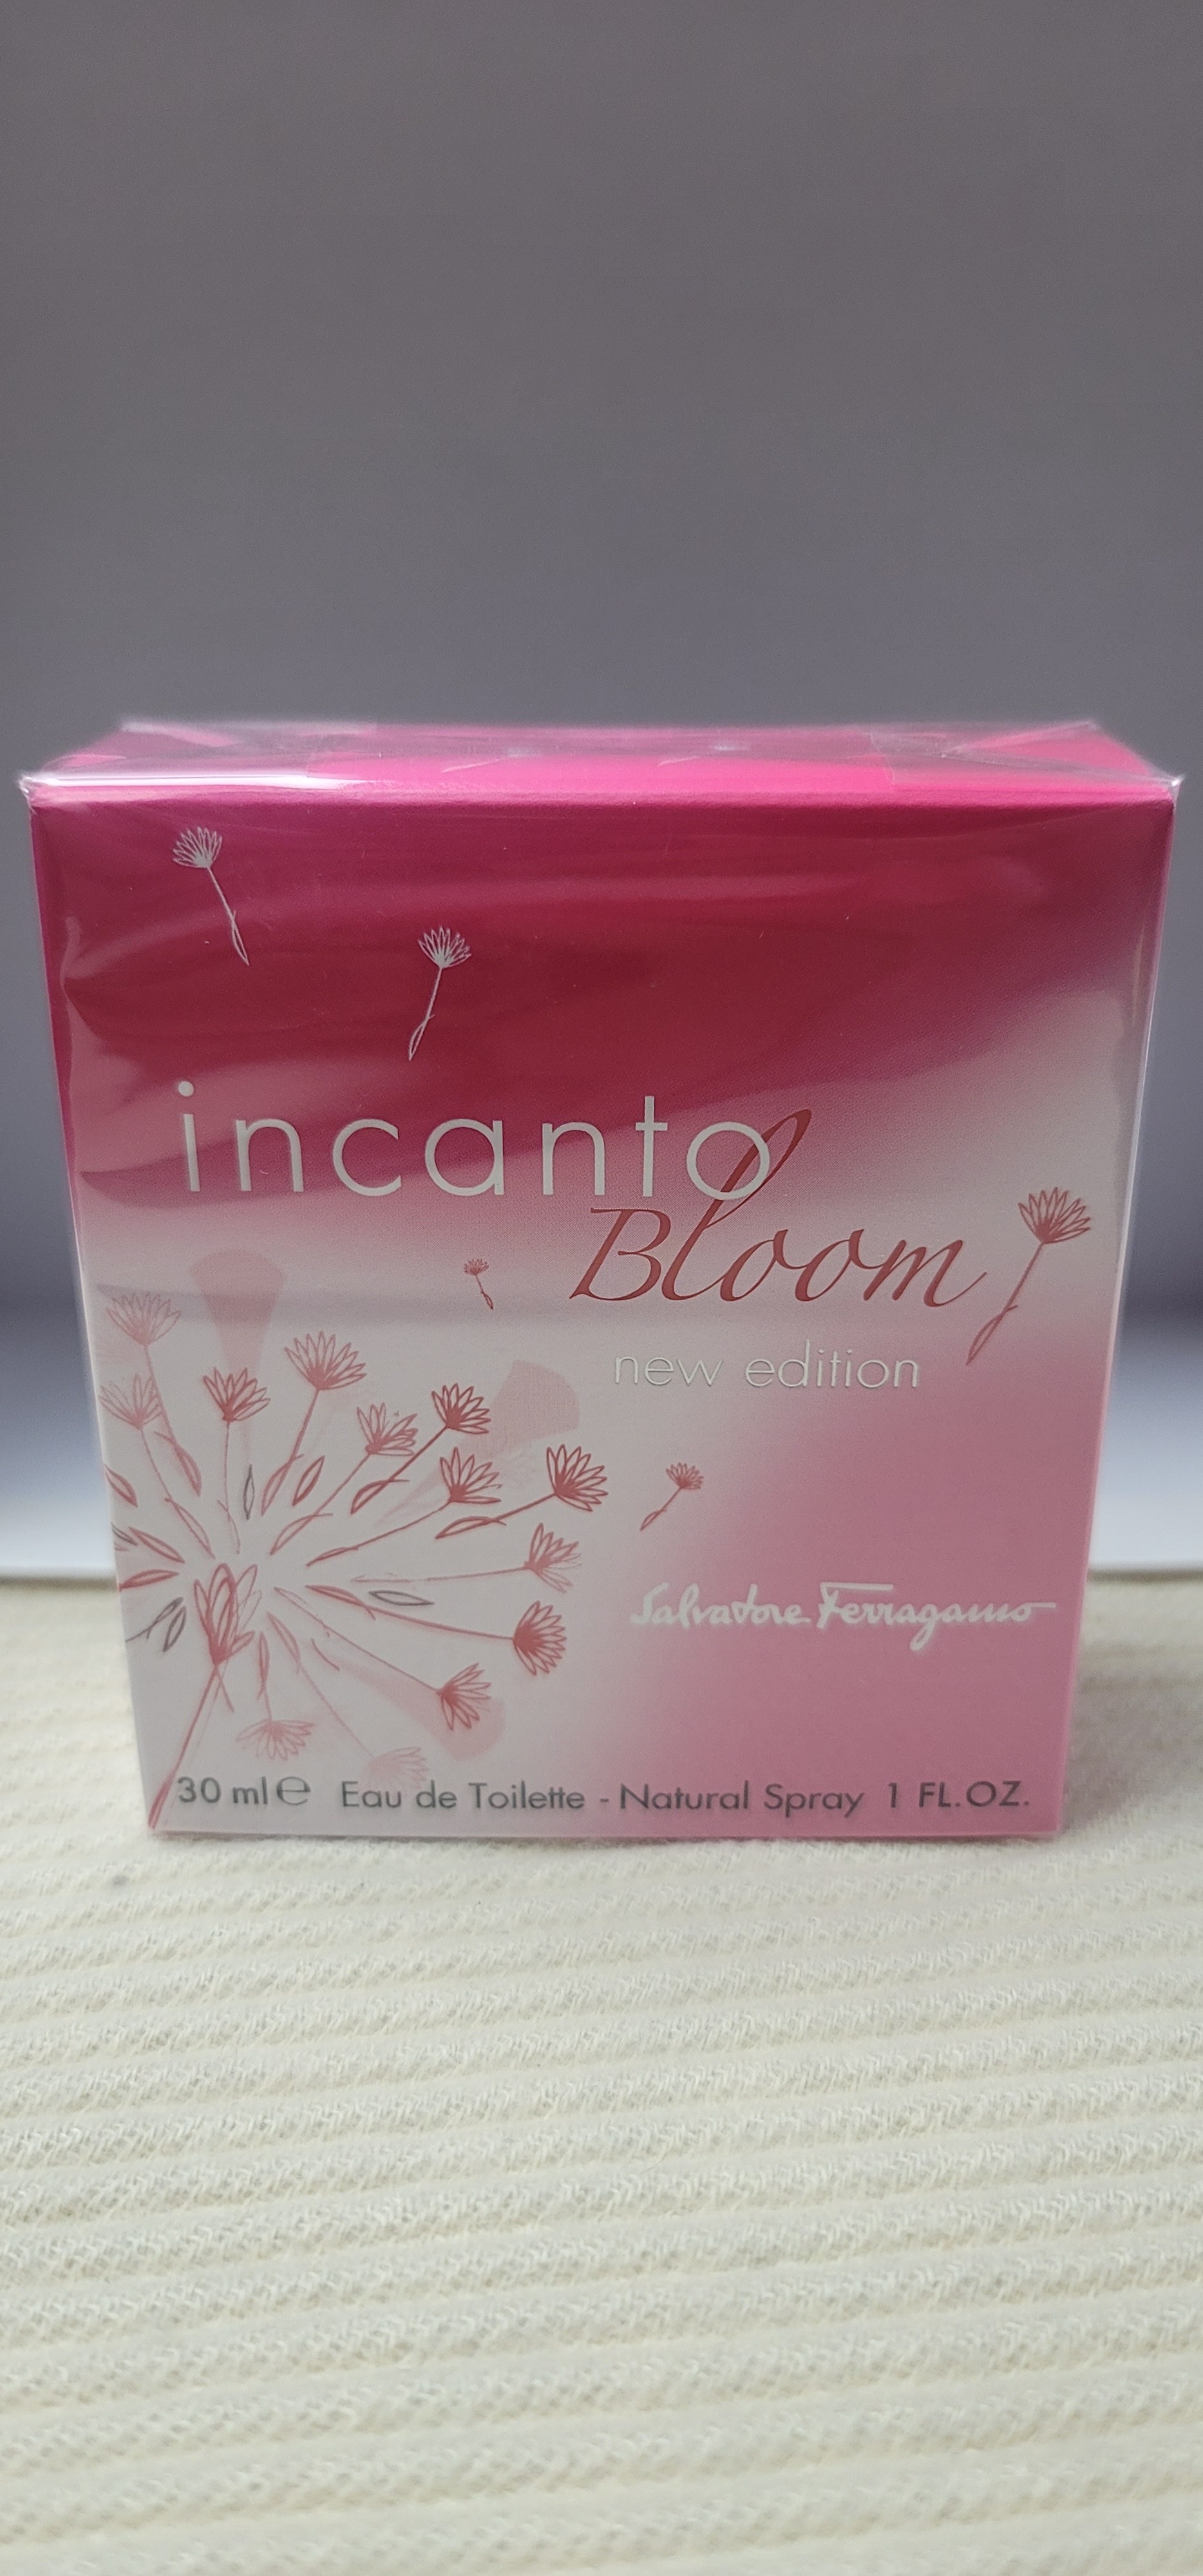 incanto
Bloom
new edition
Salvatore Ferragamo
30 ml ℮ Eau de Toilette - Natural Spray 1 FL.OZ.